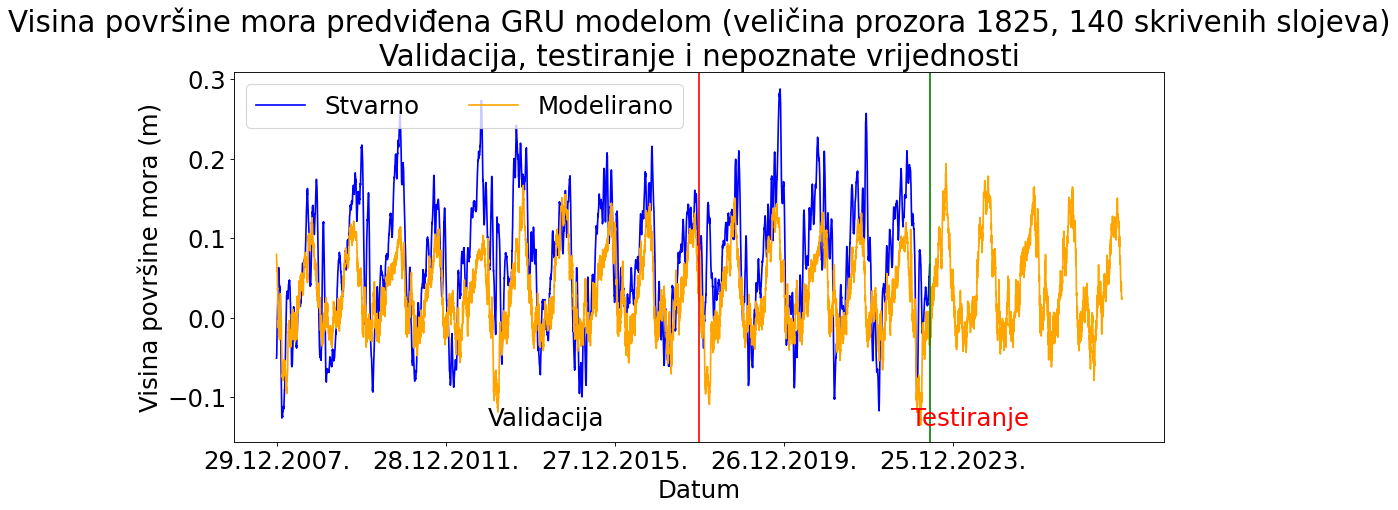 Visina površine mora predviđena GRU modelom (veličina prozora 1825, 140 skrivenih slojeva)
Validacija, testiranje i nepoznate vrijednosti
Stvarno Modelirano
Visina površine mora (m)
0.3
0.2
0.1
0.0
−0.1
Validacija Testiranje
29.12.2007. 28.12.2011. 27.12.2015. 26.12.2019. 25.12.2023.
Datum